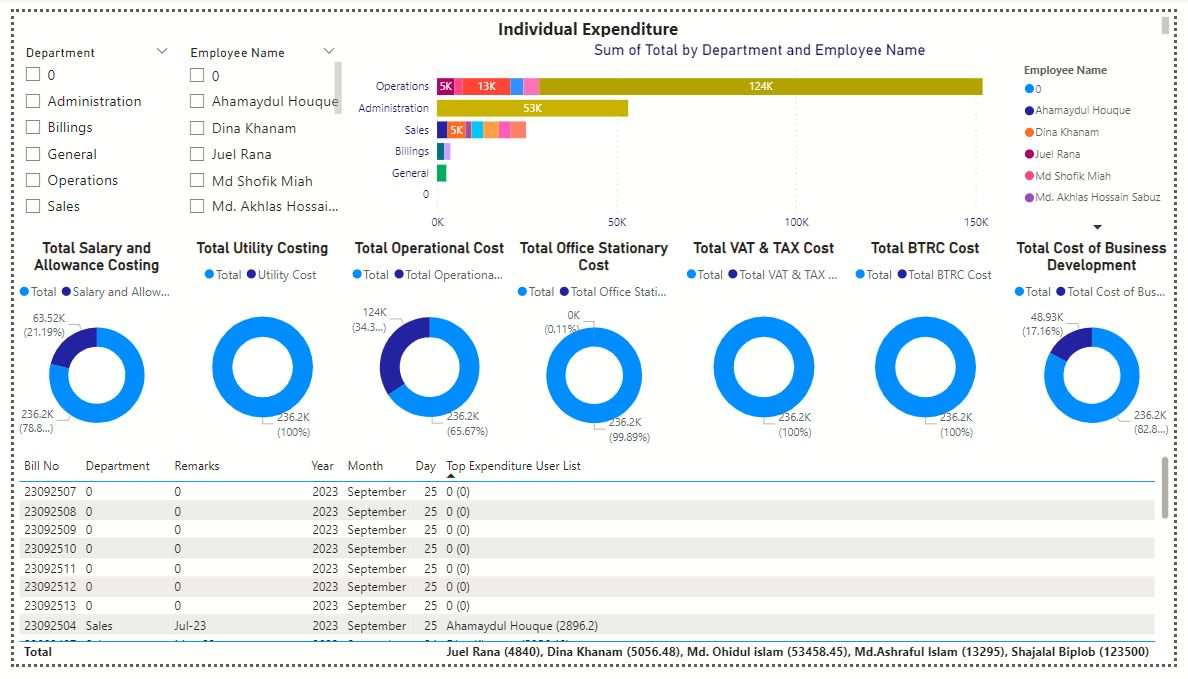 Individual Expenditure
Department
0
Administration
Billings
General
Operations
Sales
Employee Name
0
Ahamaydul Houque
Dina Khanam
Juel Rana
Md Shofik Miah
Md. Akhlas Hossai...
Sum of Total by Department and Employee Name
Operations 5K 13K 124K
Administration 53K
Sales 5K
Billings
General
0
0K 50K 100K 150K
Employee Name
0
Ahamaydul Houque
Dina Khanam
Juel Rana
Md Shofik Miah
Md. Akhlas Hossain Sabuz
Total Salary and
Allowance Costing
Total Salary and Allow...
63.52K
(21.19%)
236.2K
(78.8...)
Total Utility Costing
Total Utility Cost
236.2K
(100%)
Total Operational Cost
Total Total Operationa...
124K
(34.3...)
236.2K
(65.67%)
Total Office Stationary
Cost
Total Total Office Stati...
0K
(0.11%)
236.2K
(99.89%)
Total VAT & TAX Cost
Total Total VAT & TAX ...
236.2K
(100%)
Total BTRC Cost
Total Total BTRC Cost
236.2K
(100%)
Total Cost of Business
Development
Total Total Cost of Bus...
48.93K
(17.16%)
236.2K
(82.8...)
Bill No Department Remarks Year Month Day Top Expenditure User List
23092507 0 0 2023 September 25 0 (0)
23092508 0 0 2023 September 25 0 (0)
23092509 0 0 2023 September 25 0 (0)
23092510 0 0 2023 September 25 0 (0)
23092511 0 0 2023 September 25 0 (0)
23092512 0 0 2023 September 25 0 (0)
23092513 0 0 2023 September 25 0 (0)
23092504 Sales Jul-23 2023 September 25 Ahamaydul Houque (2896.2)
Total Juel Rana (4840), Dina Khanam (5056.48), Md. Ohidul islam (53458.45), Md.Ashraful Islam (13295), Shajalal Biplob (123500)